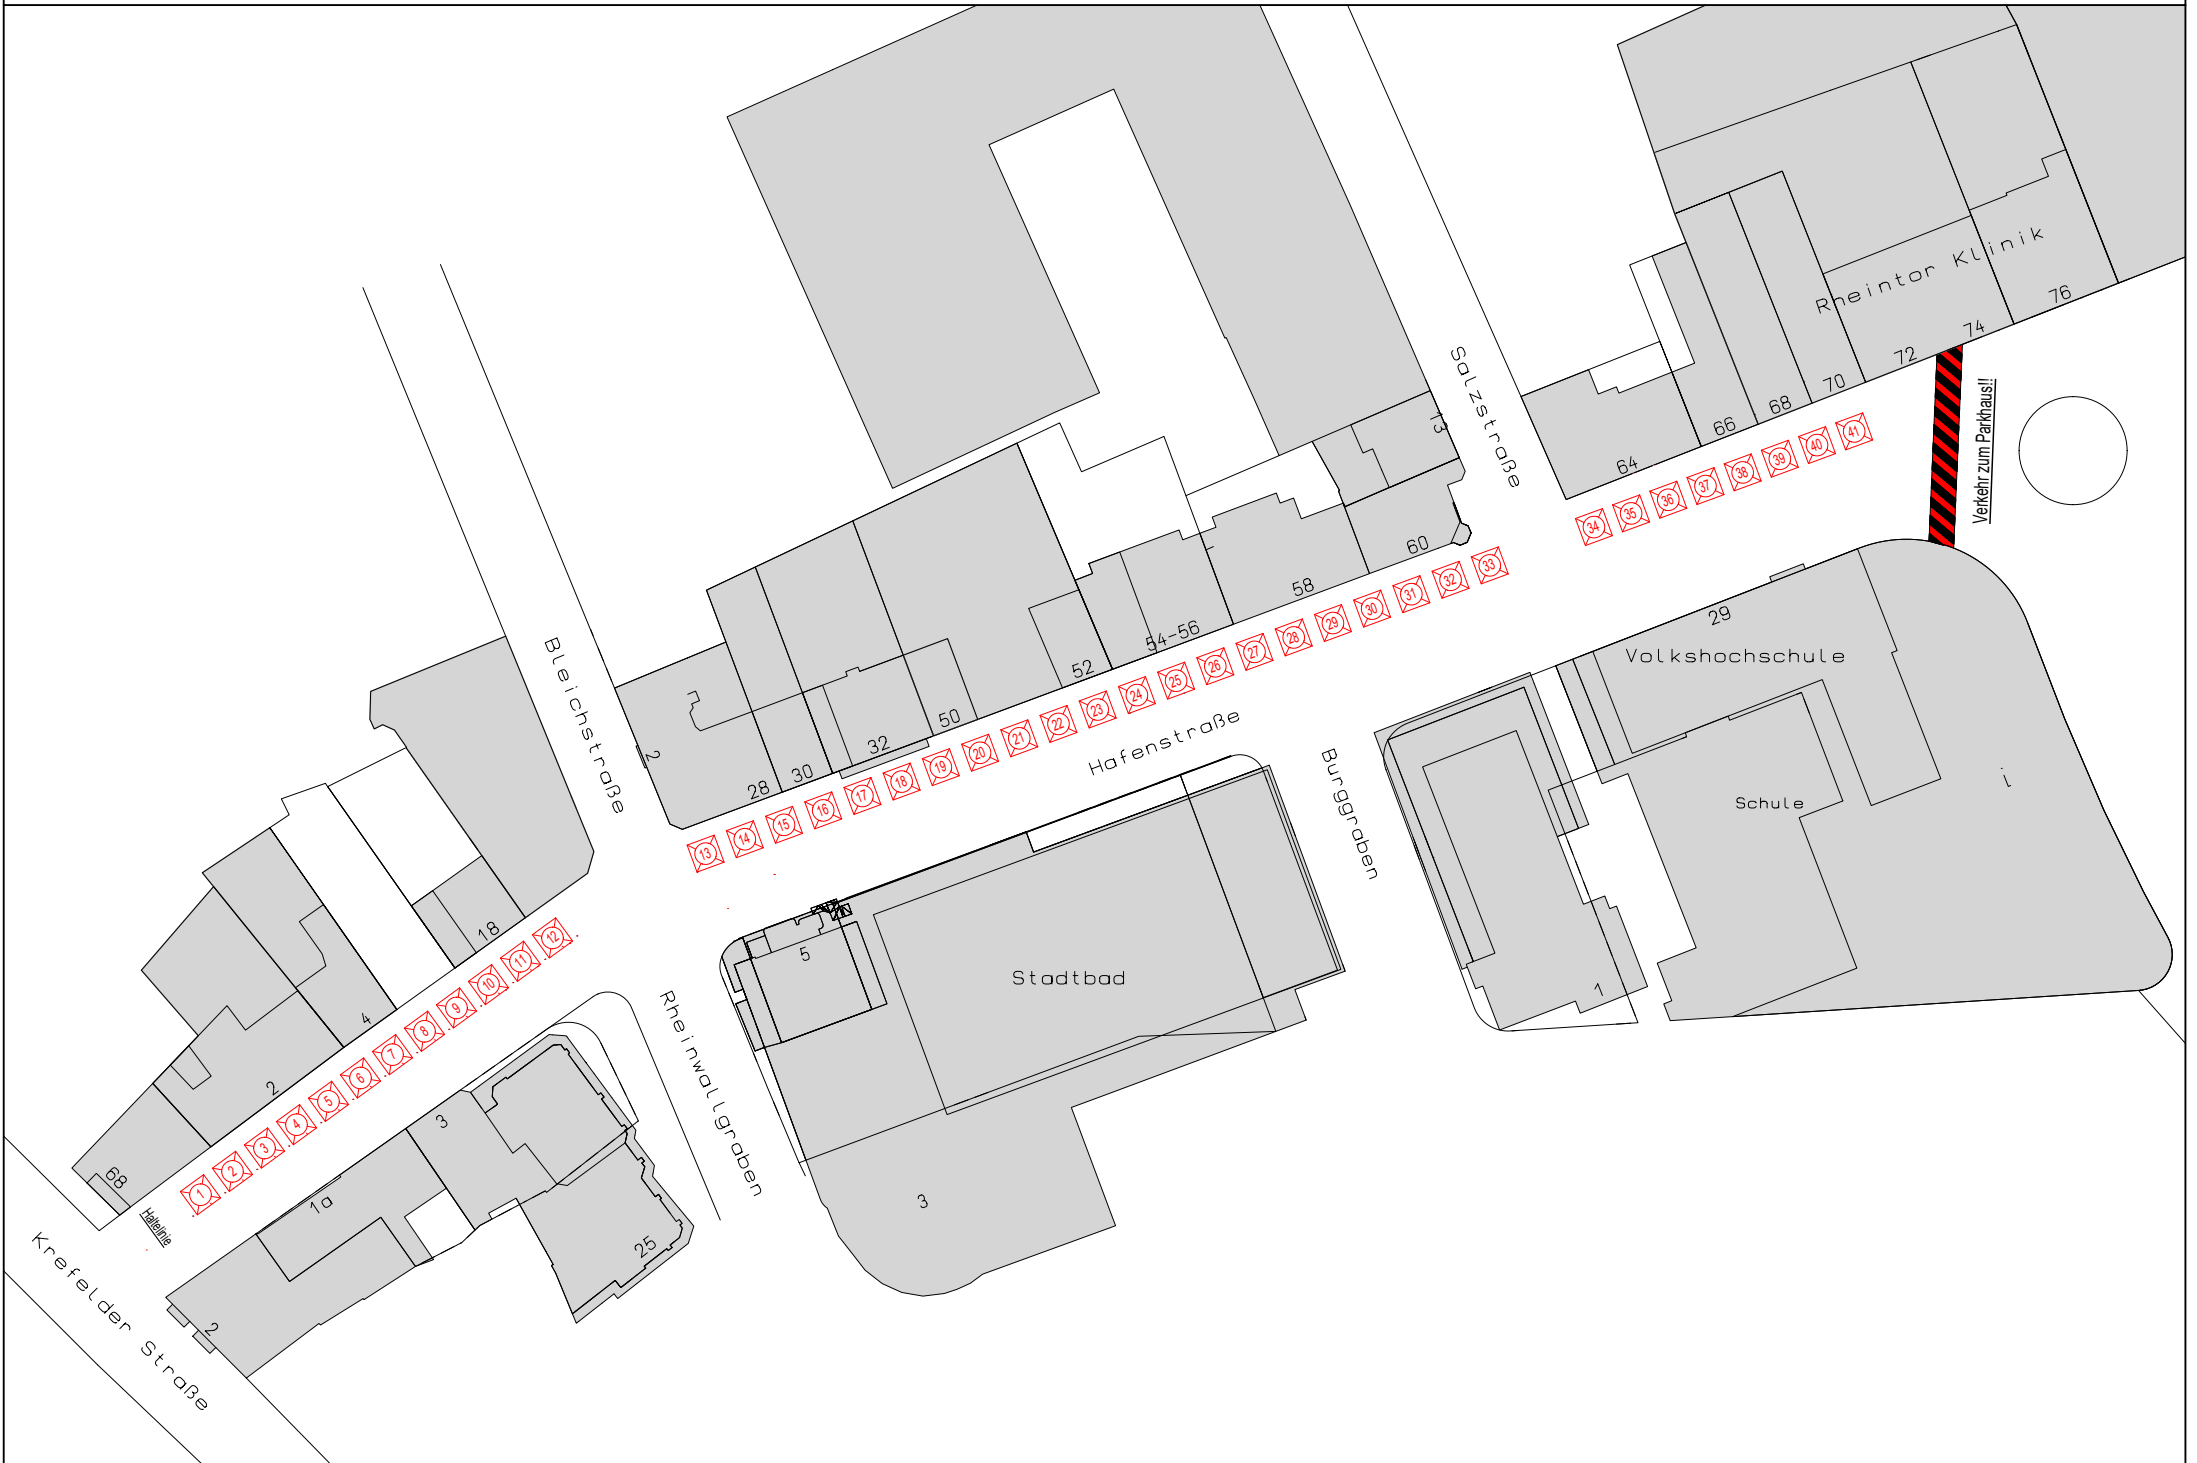 Rheintor Klinik
76
74
72
70
68
66
64
Verkehr zum Parkhaus!!
Salzstraße
13
60
58
54-56
52
50
32
30
28
2
Bleichstraße
34 35 36 37 38 39 40 41
13 14 15 16 17 18 19 20 21 22 23 24 25 26 27 28 29 30 31 32 33
Hafenstraße
29
Volkshochschule
Schule
i
1
Burggraben
Stadtbad
5
3
Rheinwallgraben
18
4
2
68
1 2 3 4 5 6 7 8 9 10 11 12
Haltelinie
3
1a
25
2
Krefelder Straße